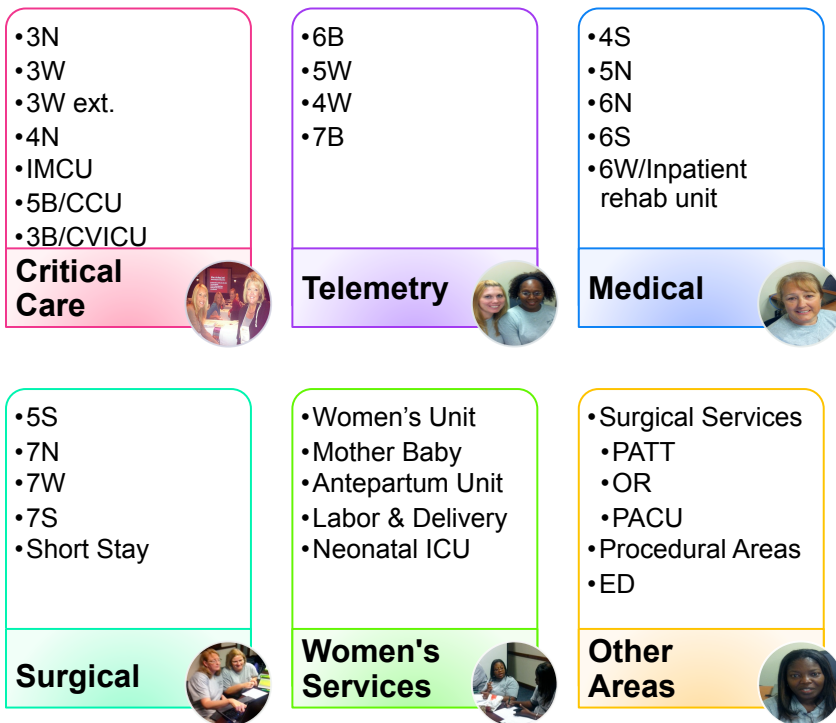 •3N
•3W
•3W ext.
•4N
•IMCU
•5B/CCU
•3B/CVICU
Critical
Care
•6B
•5W
•4W
•7B
Telemetry
•4S
•5N
•6N
•6S
•6W/Inpatient
rehab unit
Medical
•5S
•7N
•7W
•7S
•Short Stay
Surgical
•Women’s Unit
•Mother Baby
•Antepartum Unit
•Labor & Delivery
•Neonatal ICU
Women's
Services
•Surgical Services
•PATT
•OR
•PACU
•Procedural Areas
•ED
Other
Areas